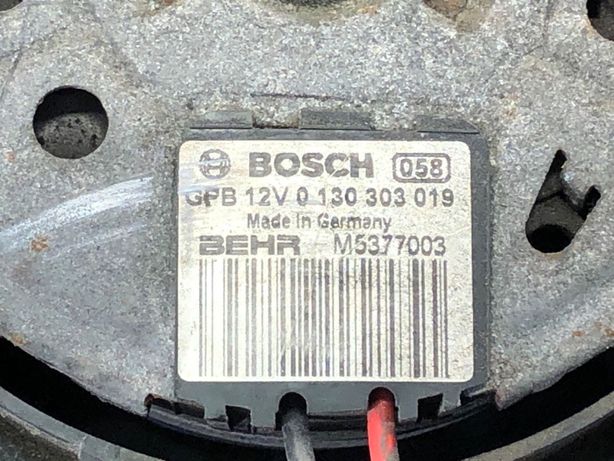 BOSCH 058
GPB 12V 0 130 303 019
Made in Germany
BEHR M5377003